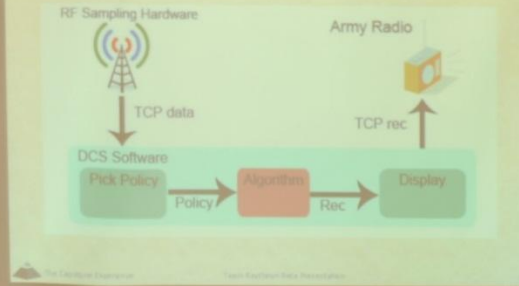 RF Sampling Hardware
Army Radio
TCP data
TCP rec
DCS Software
Pick Policy
Policy
Algorithm
Rec
Display